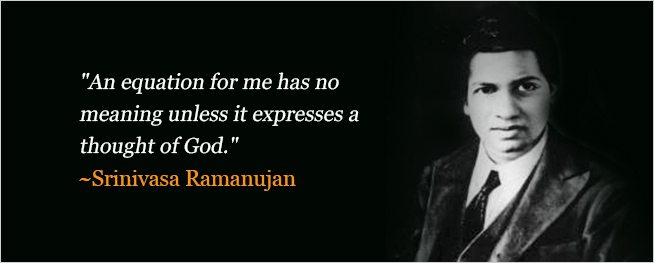 "An equation for me has no
meaning unless it expresses a
thought of God."
~Srinivasa Ramanujan